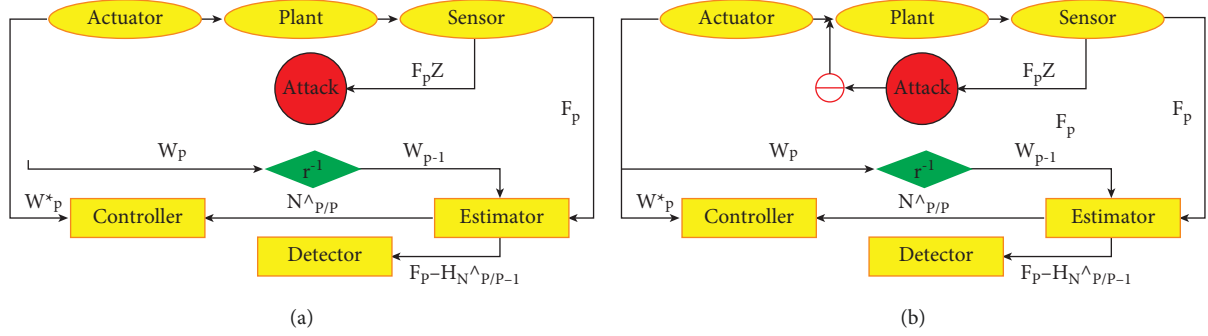 Actuator Plant Sensor
Attack F_pZ
F_p
W_p r^-1 W_p-1
W*_p Controller N^_P/P Estimator
Detector
F_P–H_N^_P/P–1
(a)
Actuator Plant Sensor
Attack F_pZ
F_p
W_p r^-1 W_p-1
W*_p Controller N^_P/P Estimator
Detector
F_P–H_N^_P/P–1
(b)